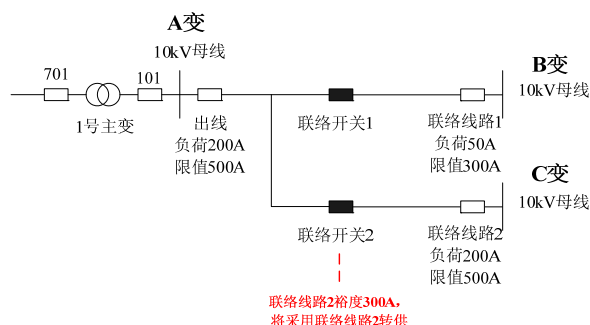 A变
10kV母线
701
101
1号主变
出线
负荷200A
限值500A
联络开关1
联络线路1
负荷50A
限值300A
B变
10kV母线
C变
10kV母线
联络开关2
联络线路2
负荷200A
限值500A
联络线路2裕度300A，
将采用联络线路2转供